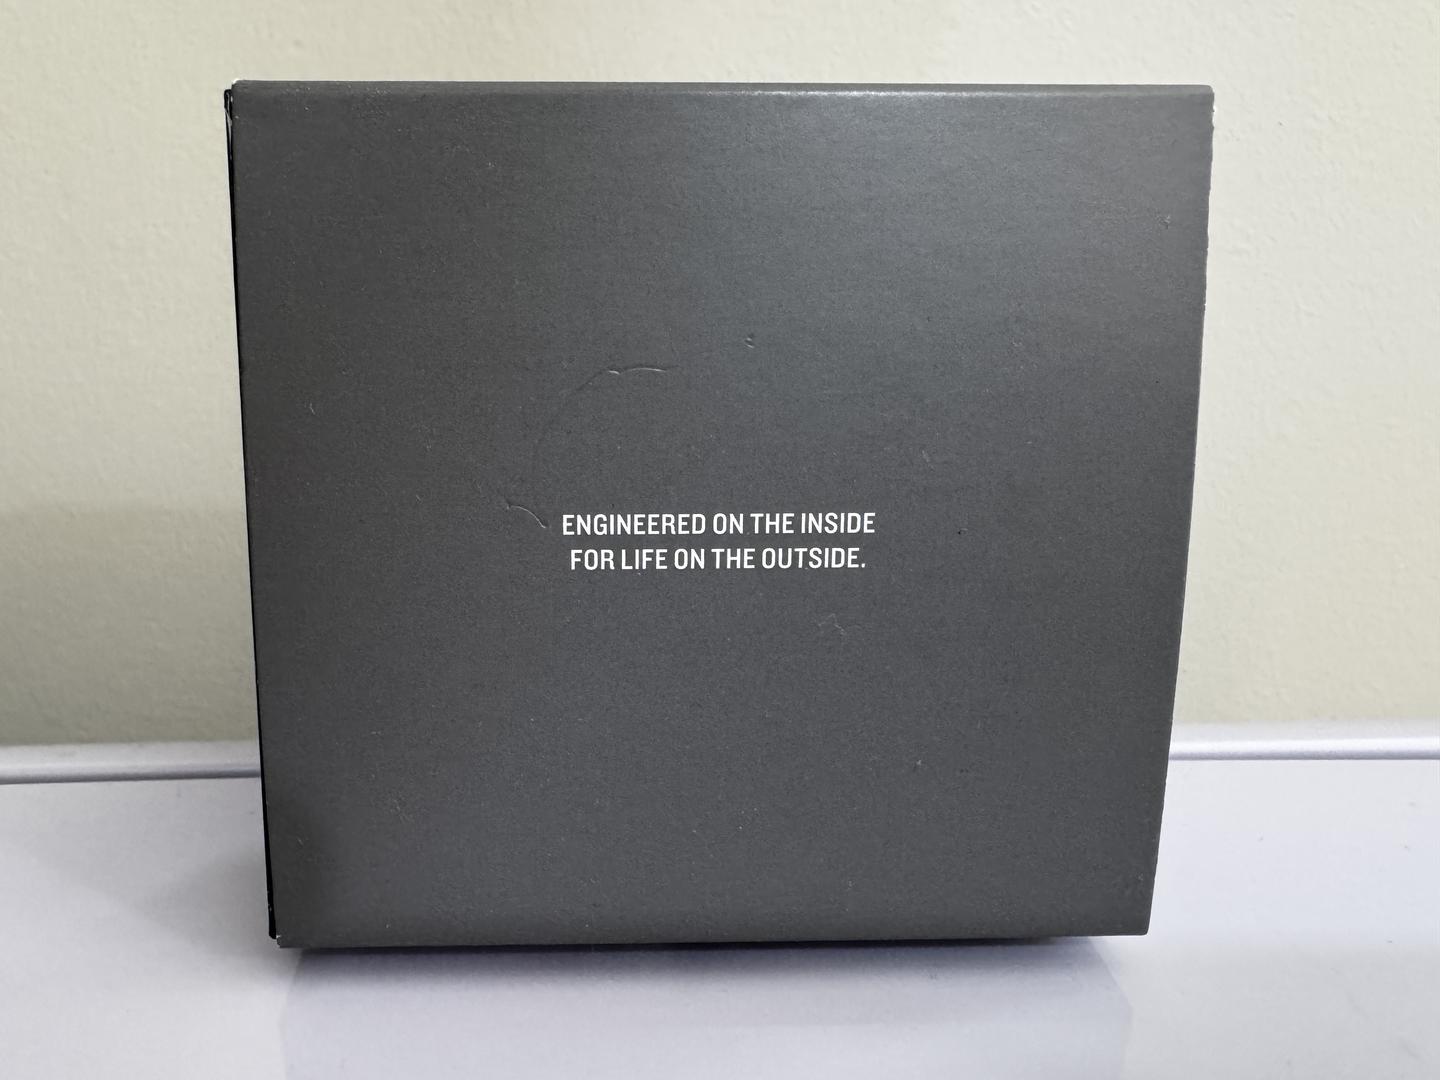 ENGINEERED ON THE INSIDE
FOR LIFE ON THE OUTSIDE.